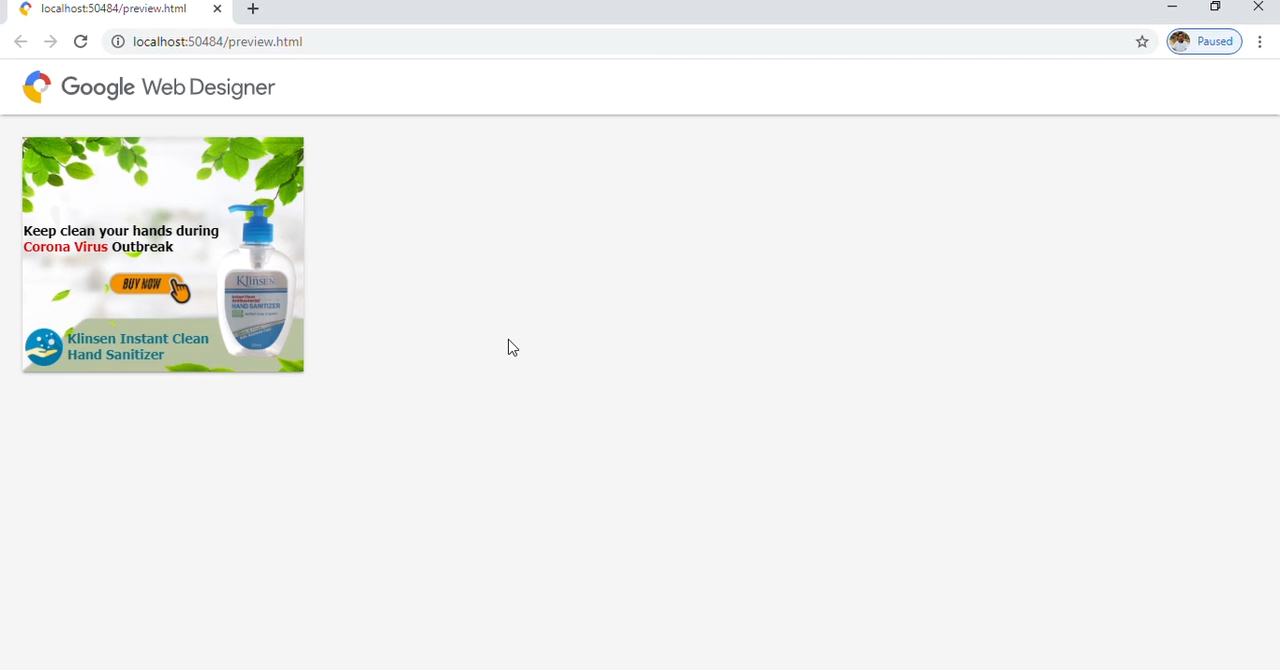 localhost:50484/preview.html
localhost:50484/preview.html
Paused
Google Web Designer
Keep clean your hands during
Corona Virus Outbreak
BUY NOW
Klinsen
HAND SANITIZER
Klinsen Instant Clean
Hand Sanitizer